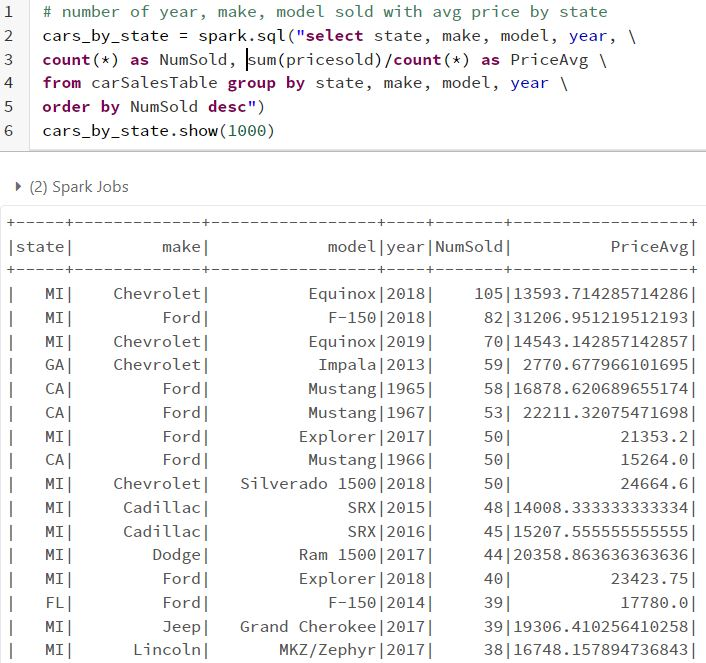 1 # number of year, make, model sold with avg price by state
2 cars_by_state = spark.sql("select state, make, model, year, \
3 count(*) as NumSold, sum(pricesold)/count(*) as PriceAvg \
4 from carSalesTable group by state, make, model, year \
5 order by NumSold desc")
6 cars_by_state.show(1000)
(2) Spark Jobs
+-----+-------------+-----------------+----+-------+------------------+
|state|         make|            model|year|NumSold|          PriceAvg|
+-----+-------------+-----------------+----+-------+------------------+
|   MI|    Chevrolet|          Equinox|2018|    105|13593.714285714286|
|   MI|         Ford|            F-150|2018|     82|31206.951219512193|
|   MI|    Chevrolet|          Equinox|2019|     70|14543.142857142857|
|   GA|    Chevrolet|           Impala|2013|     59| 2770.677966101695|
|   CA|         Ford|          Mustang|1965|     58|16878.620689655174|
|   CA|         Ford|          Mustang|1967|     53| 22211.32075471698|
|   MI|         Ford|         Explorer|2017|     50|           21353.2|
|   CA|         Ford|          Mustang|1966|     50|           15264.0|
|   MI|    Chevrolet|   Silverado 1500|2018|     50|           24664.6|
|   MI|     Cadillac|              SRX|2015|     48|14008.333333333334|
|   MI|     Cadillac|              SRX|2016|     45|15207.555555555555|
|   MI|        Dodge|         Ram 1500|2017|     44|20358.863636363636|
|   MI|         Ford|         Explorer|2018|     40|          23423.75|
|   FL|         Ford|            F-150|2014|     39|           17780.0|
|   MI|         Jeep|   Grand Cherokee|2017|     39|19306.410256410258|
|   MI|      Lincoln|       MKZ/Zephyr|2017|     38|16748.157894736843|